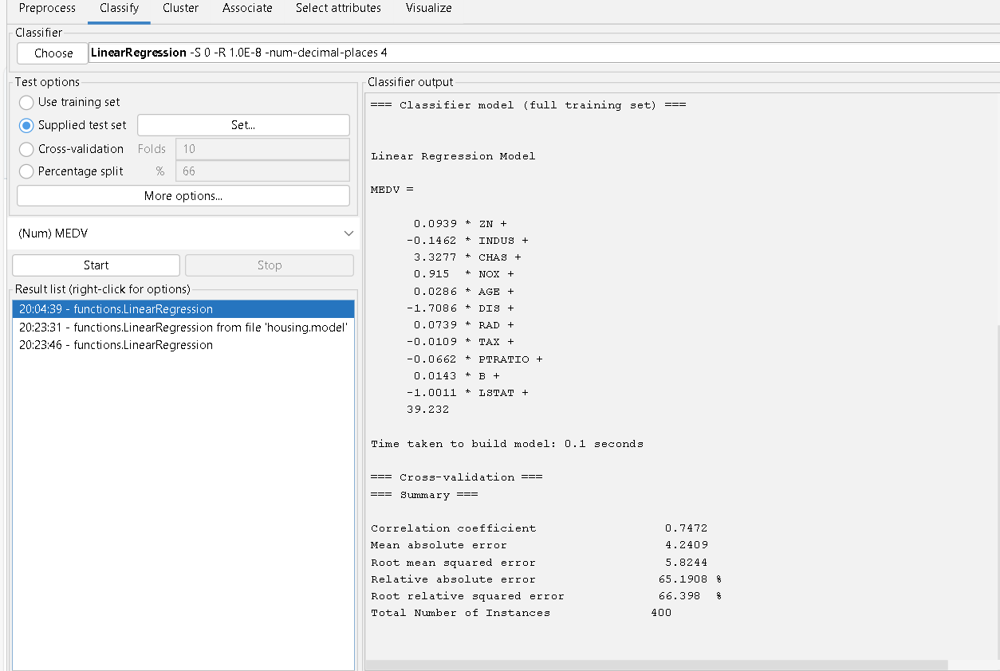 Preprocess Classify Cluster Associate Select attributes Visualize
Classifier
Choose LinearRegression -S 0 -R 1.0E-8 -num-decimal-places 4
Test options
Use training set
Supplied test set Set...
Cross-validation Folds 10
Percentage split % 66
More options...
(Num) MEDV
Start Stop
Result list (right-click for options)
20:04:39 - functions.LinearRegression
20:23:31 - functions.LinearRegression from file 'housing.model'
20:23:46 - functions.LinearRegression
Classifier output
=== Classifier model (full training set) ===
Linear Regression Model
MEDV =
0.0939 * ZN +
-0.1462 * INDUS +
3.3277 * CHAS +
0.915 * NOX +
0.0286 * AGE +
-1.7086 * DIS +
0.0739 * RAD +
-0.0109 * TAX +
-0.0662 * PTRATIO +
0.0143 * B +
-1.0011 * LSTAT +
39.232
Time taken to build model: 0.1 seconds
=== Cross-validation ===
=== Summary ===
Correlation coefficient 0.7472
Mean absolute error 4.2409
Root mean squared error 5.8244
Relative absolute error 65.1908 %
Root relative squared error 66.398 %
Total Number of Instances 400